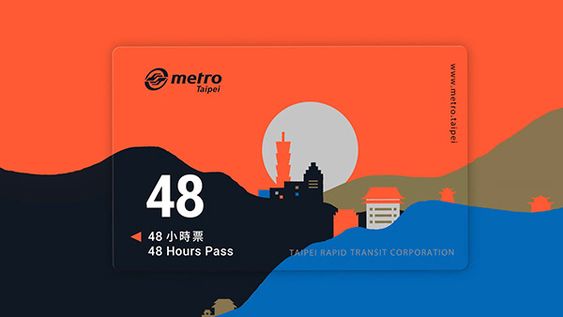 metro
Taipei
www.metro.taipei
48
48 小時票
48 Hours Pass
TAIPEI RAPID TRANSIT CORPORATION